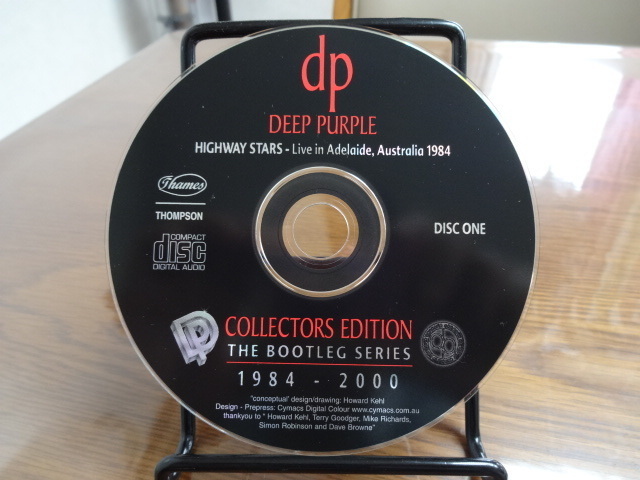 dp
DEEP PURPLE
HIGHWAY STARS - Live in Adelaide, Australia 1984
Thames
THOMPSON
DISC ONE
COMPACT
disc
DIGITAL AUDIO
DP
COLLECTORS EDITION
THE BOOTLEG SERIES
1984 - 2000
"conceptual" design/drawing: Howard Kehl
Design - Prepress: Cymacs Digital Colour www.cymacs.com.au
thankyou to " Howard Kehl, Terry Goodger, Mike Richards,
Simon Robinson and Dave Browne"